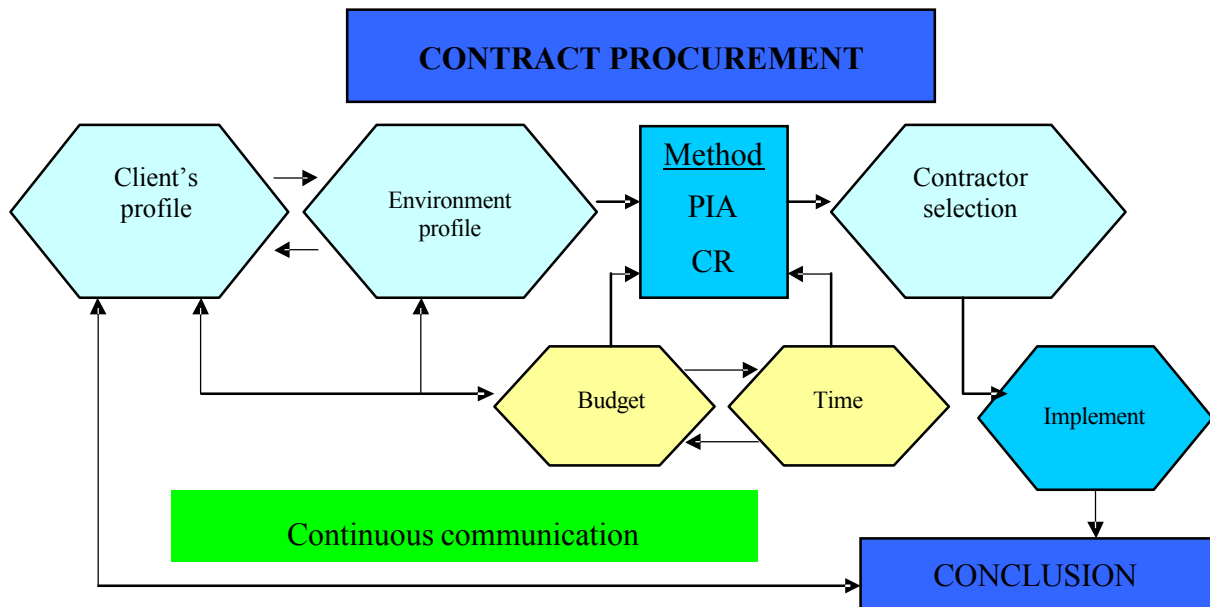 CONTRACT PROCUREMENT
Client’s
profile
Environment
profile
Method
PIA
CR
Contractor
selection
Budget
Time
Implement
Continuous communication
CONCLUSION